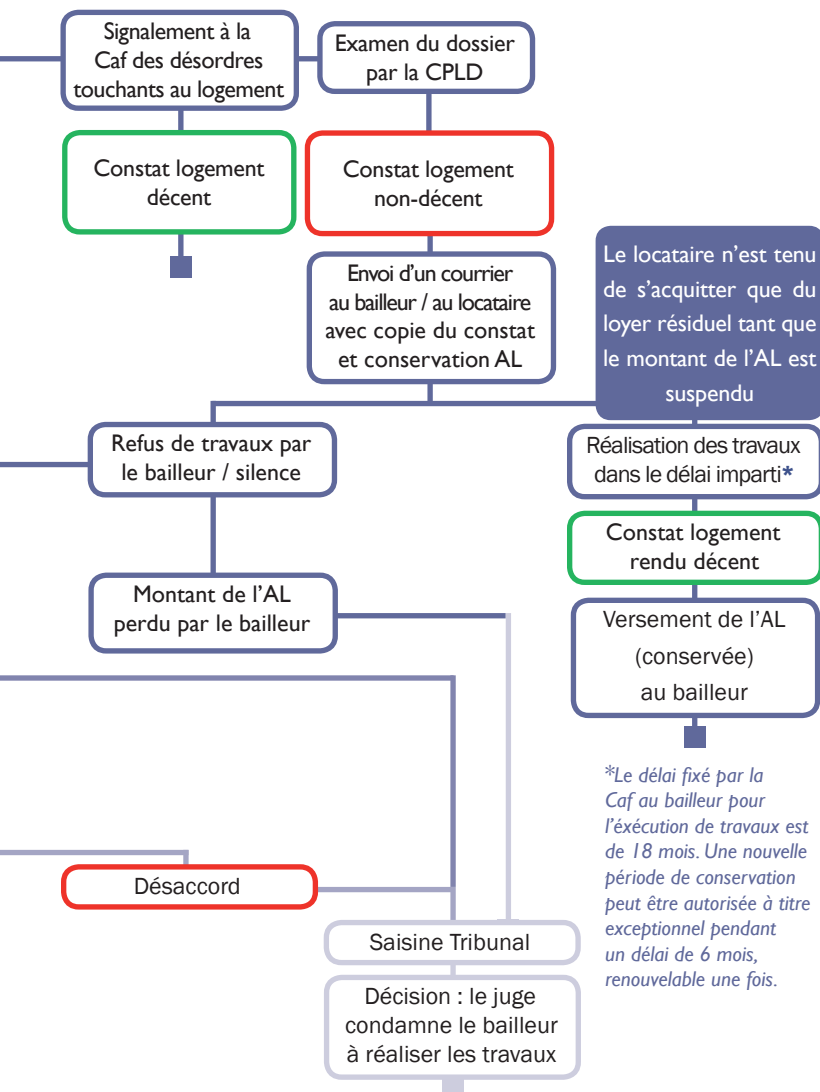 Signalement à la
Caf des désordres
touchants au logement
Examen du dossier
par la CPLD
Constat logement
décent
Constat logement
non-décent
Envoi d'un courrier
au bailleur / au locataire
avec copie du constat
et conservation AL
Le locataire n'est tenu
de s'acquitter que du
loyer résiduel tant que
le montant de l'AL est
suspendu
Refus de travaux par
le bailleur / silence
Réalisation des travaux
dans le délai imparti*
Constat logement
rendu décent
Montant de l'AL
perdu par le bailleur
Versement de l'AL
(conservée)
au bailleur
*Le délai fixé par la
Caf au bailleur pour
l'éxécution de travaux est
de 18 mois. Une nouvelle
période de conservation
peut être autorisée à titre
exceptionnel pendant
un délai de 6 mois,
renouvelable une fois.
Désaccord
Saisine Tribunal
Décision : le juge
condamne le bailleur
à réaliser les travaux